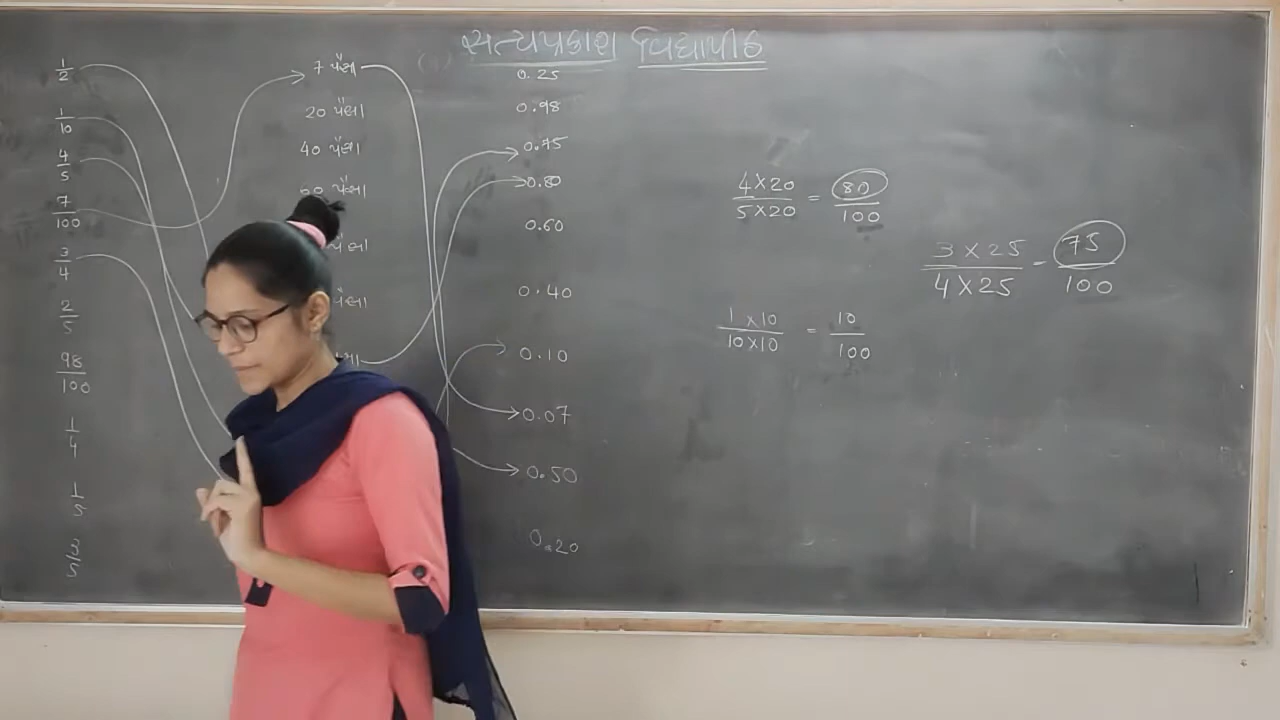 સત્યપ્રકાશ વિદ્યાપીઠ
1/2
1/10
4/5
7/100
3/4
2/5
98/100
1/4
1/5
3/5
7 પૈસા
20 પૈસા
40 પૈસા
60 પૈસા
0.25
0.98
0.75
0.80
0.60
0.40
0.10
0.07
0.50
0.20
4×20/5×20 = 80/100
3×25/4×25 = 75/100
1×10/10×10 = 10/100